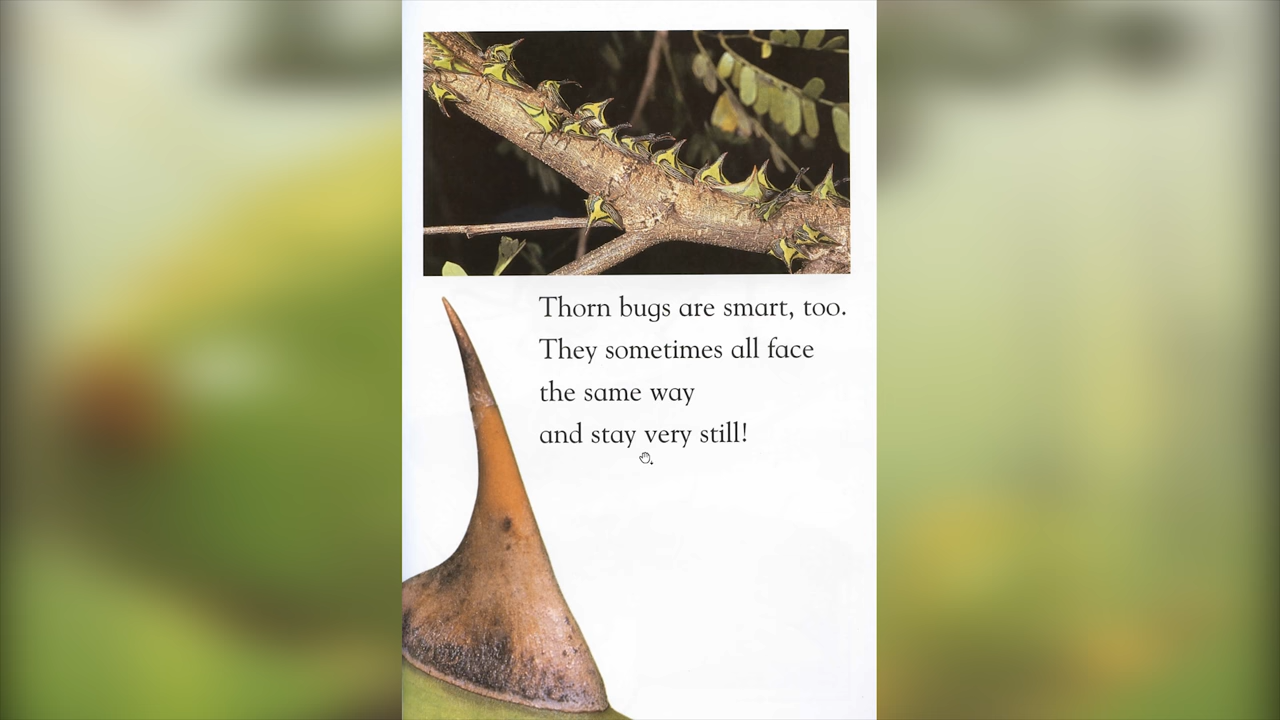 Thorn bugs are smart, too.
They sometimes all face
the same way
and stay very still!